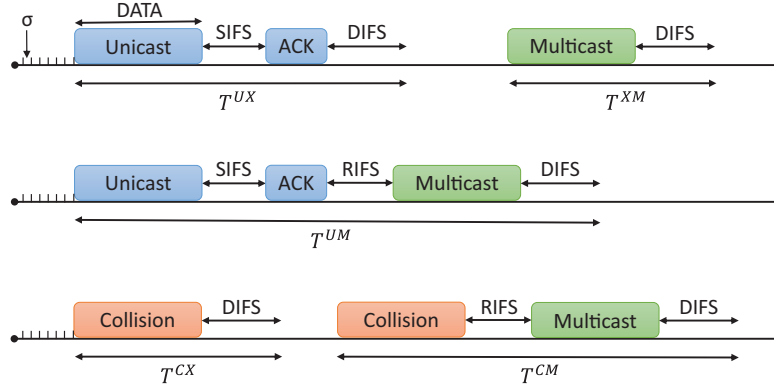 σ DATA
Unicast SIFS ACK DIFS Multicast DIFS
T^{UX} T^{XM}
Unicast SIFS ACK RIFS Multicast DIFS
T^{UM}
Collision DIFS Collision RIFS Multicast DIFS
T^{CX} T^{CM}